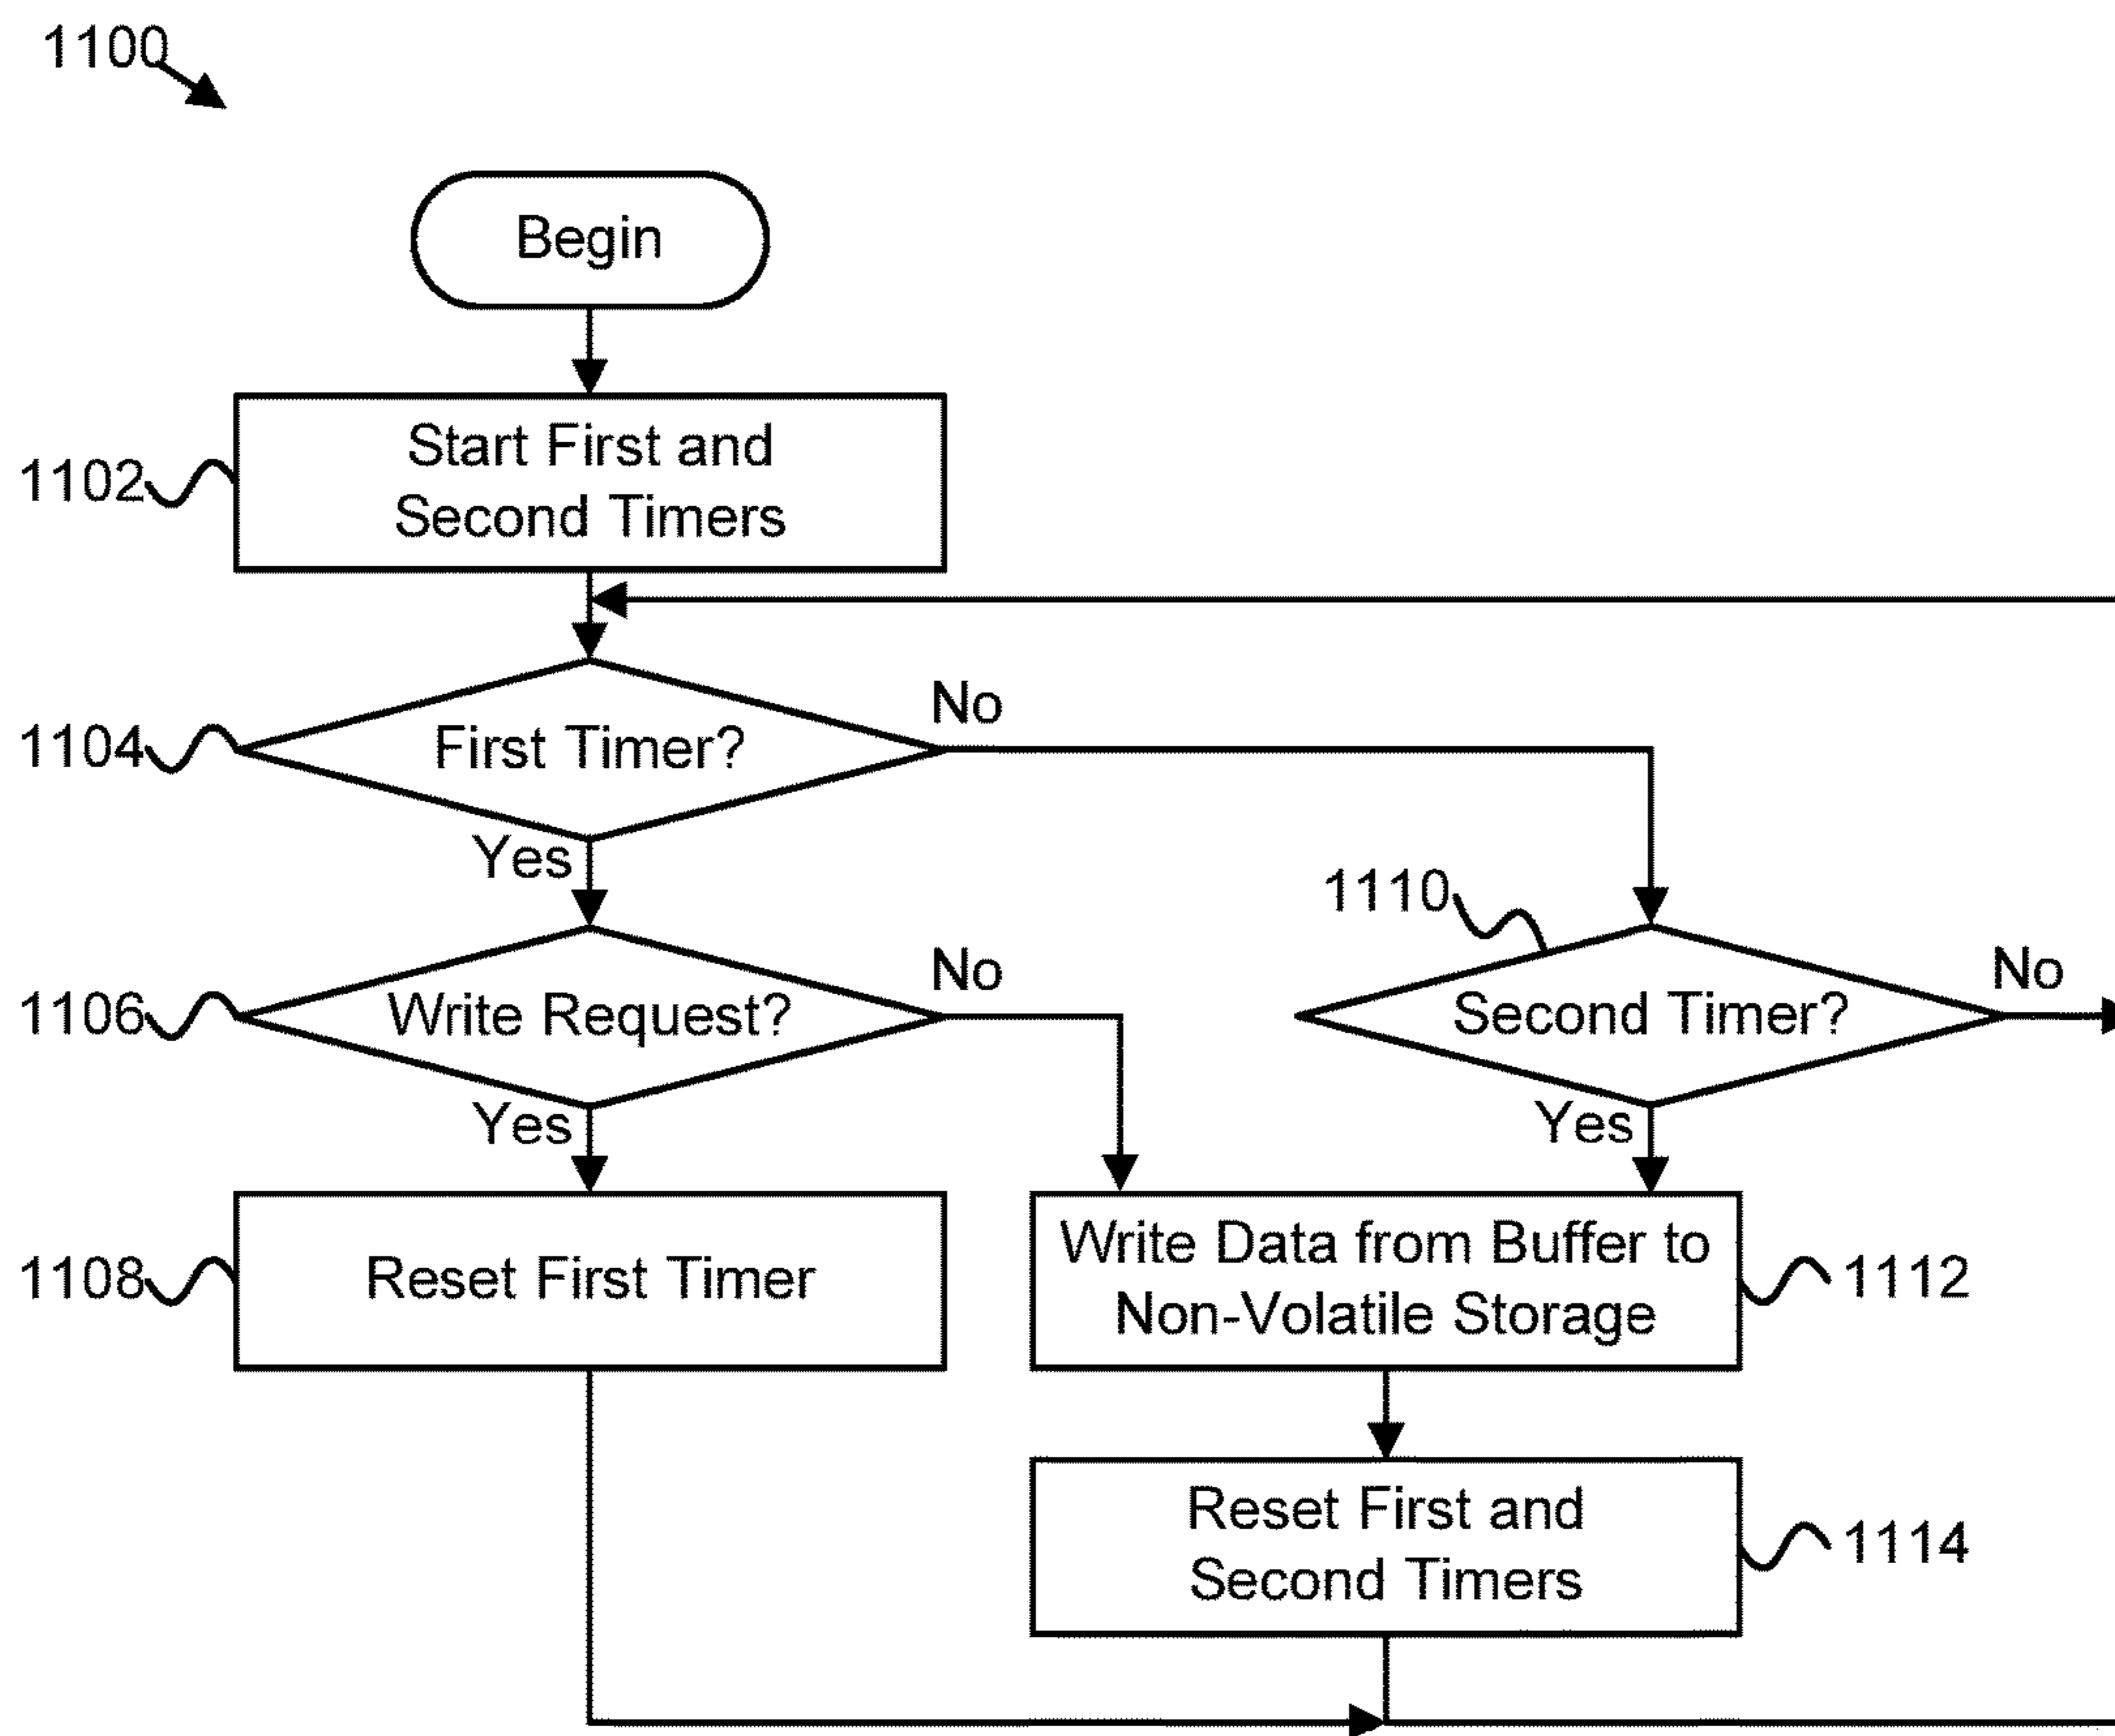 1100
Begin
1102
Start First and
Second Timers
1104
First Timer?
No
Yes
1110
1106
Write Request?
No
Second Timer?
No
Yes
Yes
1108
Reset First Timer
Write Data from Buffer to
Non-Volatile Storage
1112
Reset First and
Second Timers
1114